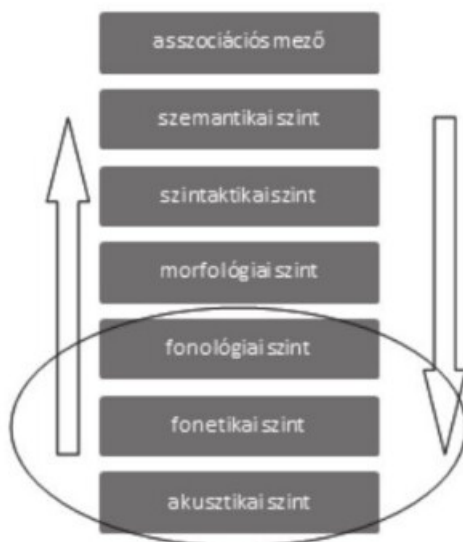 asszociációs mező
szemantikai szint
szintaktikai szint
morfológiai szint
fonológiai szint
fonetikai szint
akusztikai szint